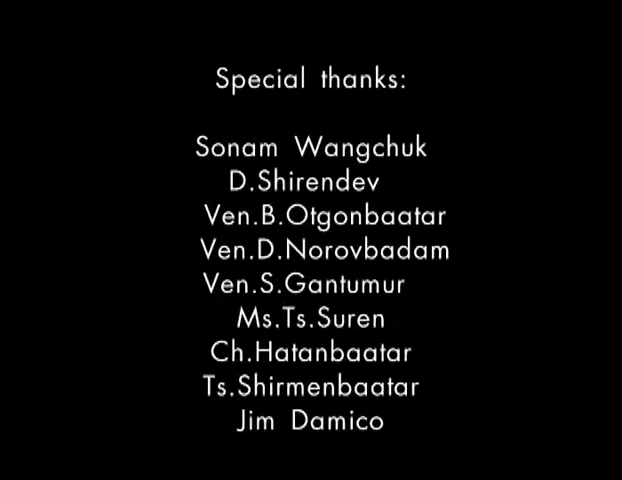 Special thanks:
Sonam Wangchuk
D.Shirendev
Ven.B.Otgonbaatar
Ven.D.Norovbadam
Ven.S.Gantumur
Ms.Ts.Suren
Ch.Hatanbaatar
Ts.Shirmenbaatar
Jim Damico